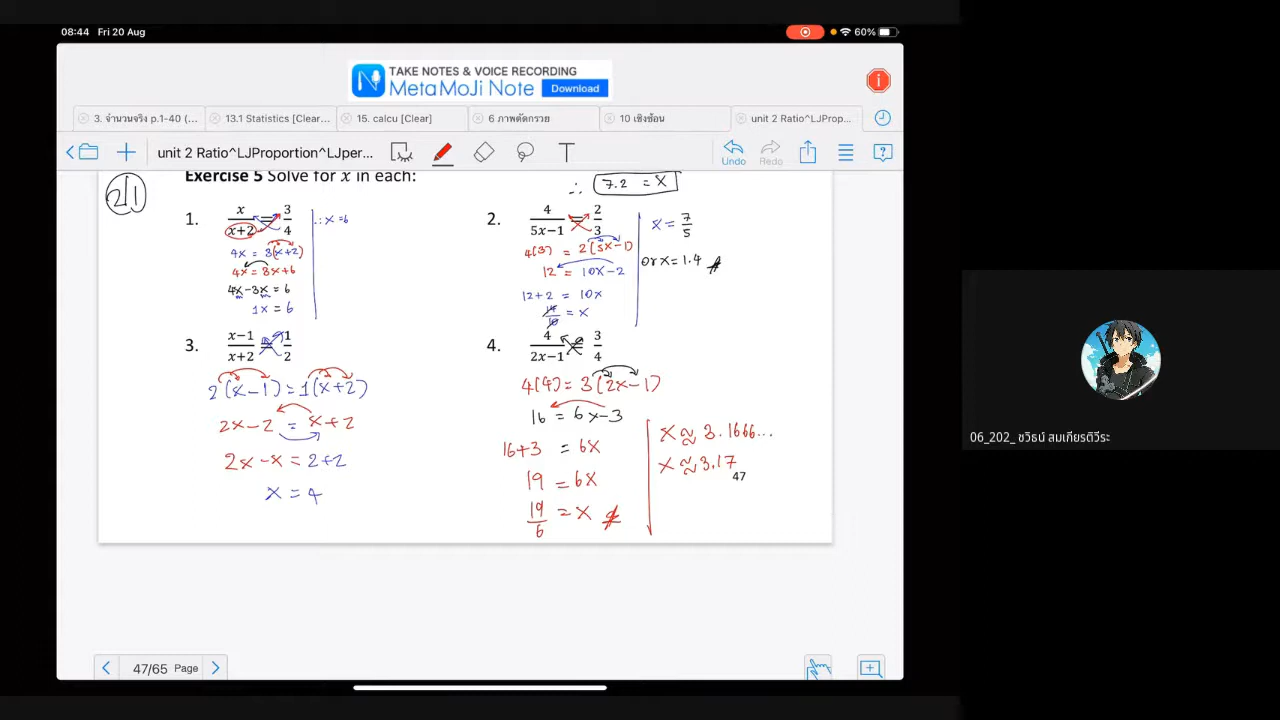 08:44 Fri 20 Aug
60%
TAKE NOTES & VOICE RECORDING
MetaMoJi Note
Download
3. จำนวนจริง p.1-40 (...
13.1 Statistics [Clear...
15. calcu [Clear]
6 ภาพตัดกรวย
10 เชิงซ้อน
unit 2 Ratio^LJProp...
unit 2 Ratio^LJProportion^LJper...
Undo
Redo
2/1
Exercise 5 Solve for x in each:
∴ 7.2 = x
1. x/(x+2) = 3/4
4x = 3(x+2)
4x = 3x+6
4x-3x = 6
1x = 6
∴ x = 6
2. 4/(5x-1) = 2/3
4(3) = 2(5x-1)
12 = 10x-2
12+2 = 10x
14/10 = x
x = 7/5
or x = 1.4
3. (x-1)/(x+2) = 1/2
2(x-1) = 1(x+2)
2x-2 = x+2
2x-x = 2+2
x = 4
4. 4/(2x-1) = 3/4
4(4) = 3(2x-1)
16 = 6x-3
16+3 = 6x
19 = 6x
19/6 = x
x ≈ 3.1666...
x ≈ 3.17
47
47/65 Page
06_202_ ชวิธน์ สมเกียรติวีระ